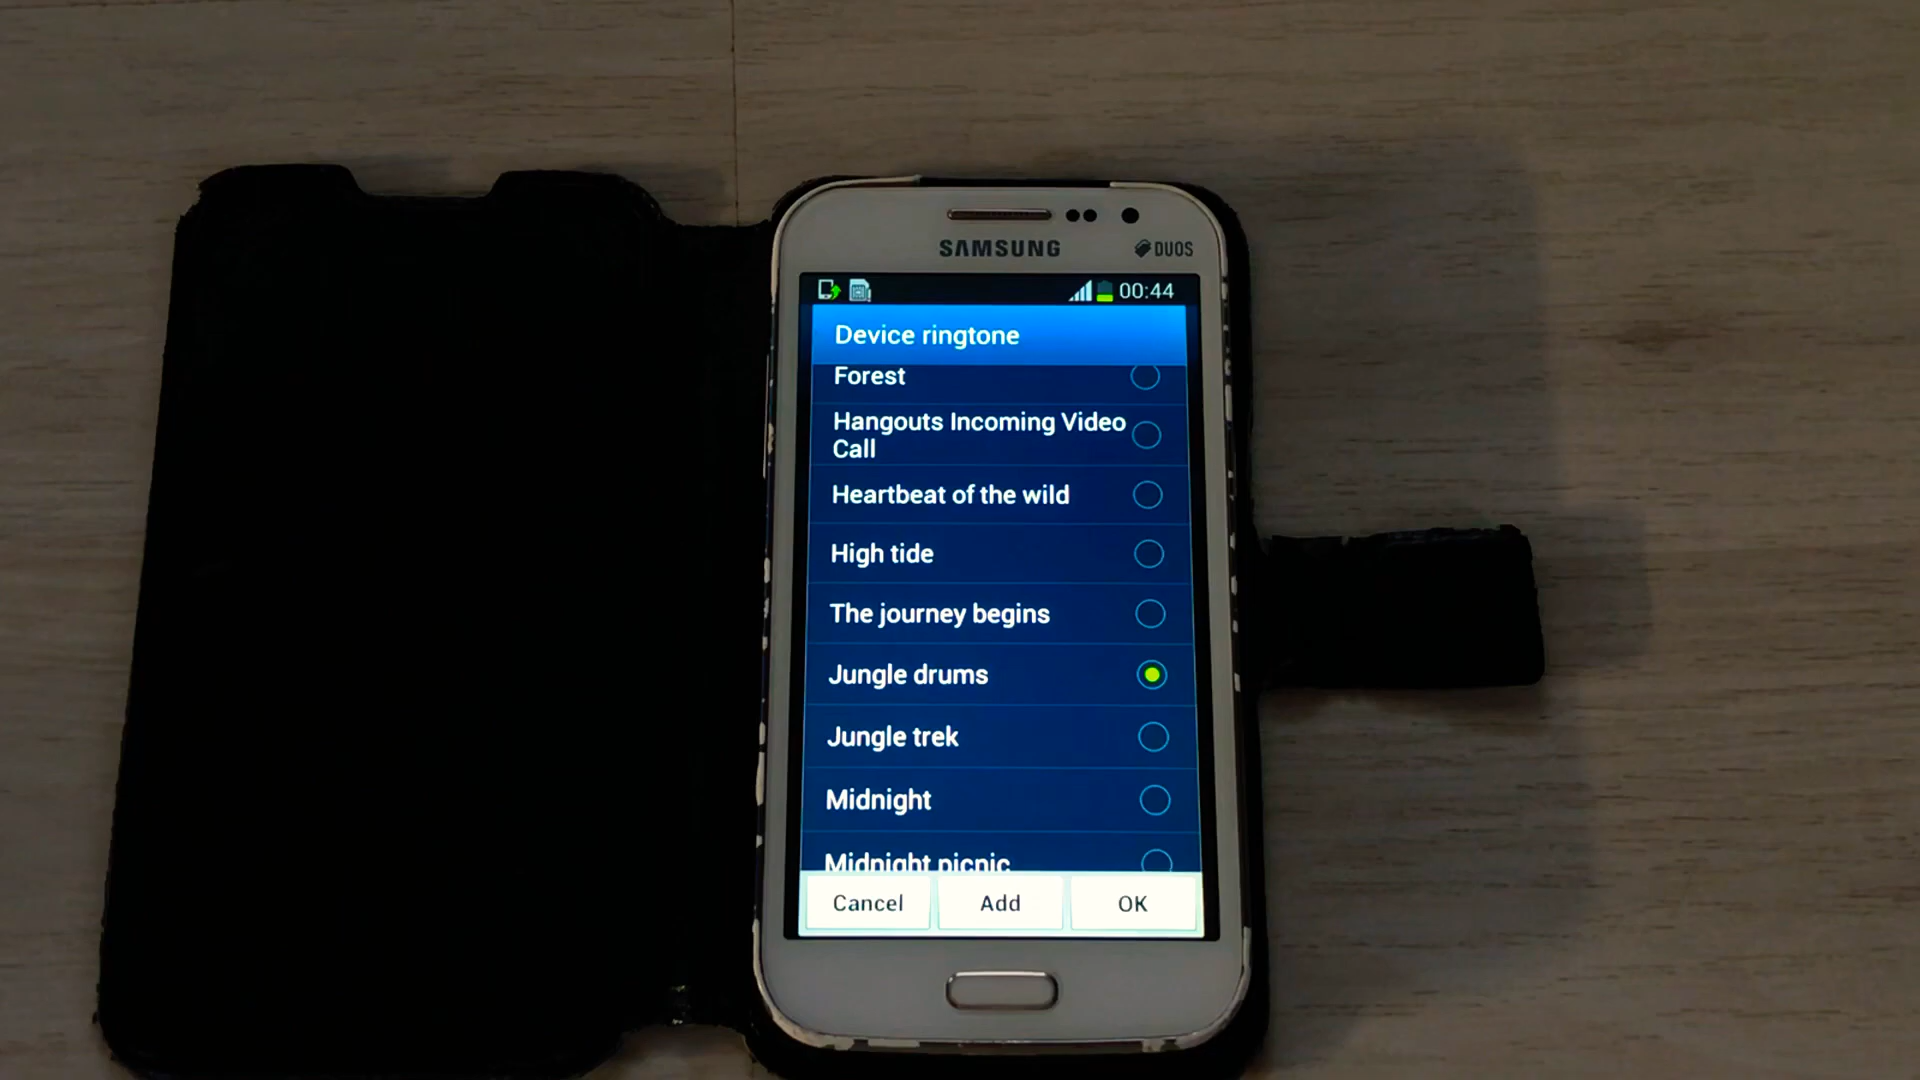 SAMSUNG
DUOS
00:44
Device ringtone
Forest
Hangouts Incoming Video
Call
Heartbeat of the wild
High tide
The journey begins
Jungle drums
Jungle trek
Midnight
Midnight picnic
Cancel
Add
OK